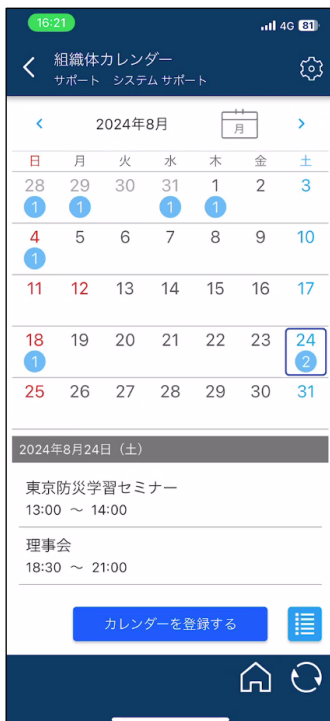 16:21 4G 81
組織体カレンダー
サポート システム サポート
2024年8月 月
日 月 火 水 木 金 土
28 29 30 31 1 2 3
1 1 1 1
4 5 6 7 8 9 10
1
11 12 13 14 15 16 17
18 19 20 21 22 23 24
1 2
25 26 27 28 29 30 31
2024年8月24日（土）
東京防災学習セミナー
13:00 ～ 14:00
理事会
18:30 ～ 21:00
カレンダーを登録する